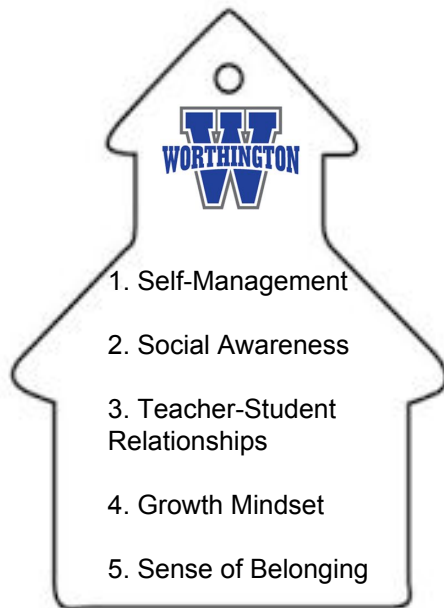 W
WORTHINGTON
1. Self-Management
2. Social Awareness
3. Teacher-Student
Relationships
4. Growth Mindset
5. Sense of Belonging